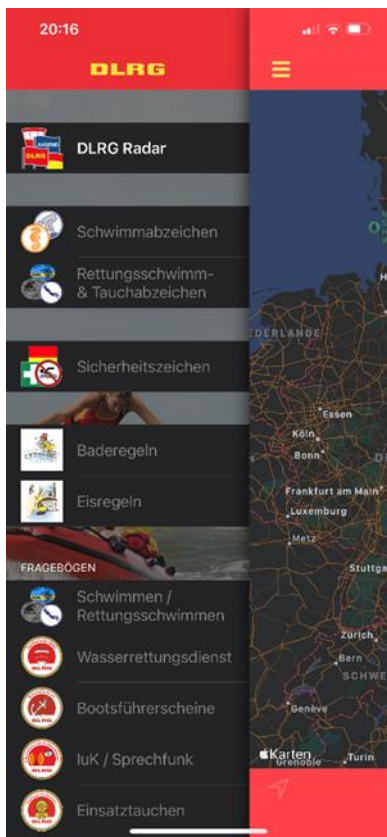 20:16
DLRG
DLRG Radar
Schwimmabzeichen
Rettungsschwimm-
& Tauchabzeichen
Sicherheitszeichen
Baderegeln
Eisregeln
FRAGEBÖGEN
Schwimmen /
Rettungsschwimmen
Wasserrettungsdienst
Bootsführerscheine
IuK / Sprechfunk
Einsatztauchen
EDERLANDE
Essen
Köln
Bonn
Frankfurt am Main
Luxemburg
Metz
Stuttga
Zürich
Bern
SCHWE
Genève
Karten
Grenoble
Turin